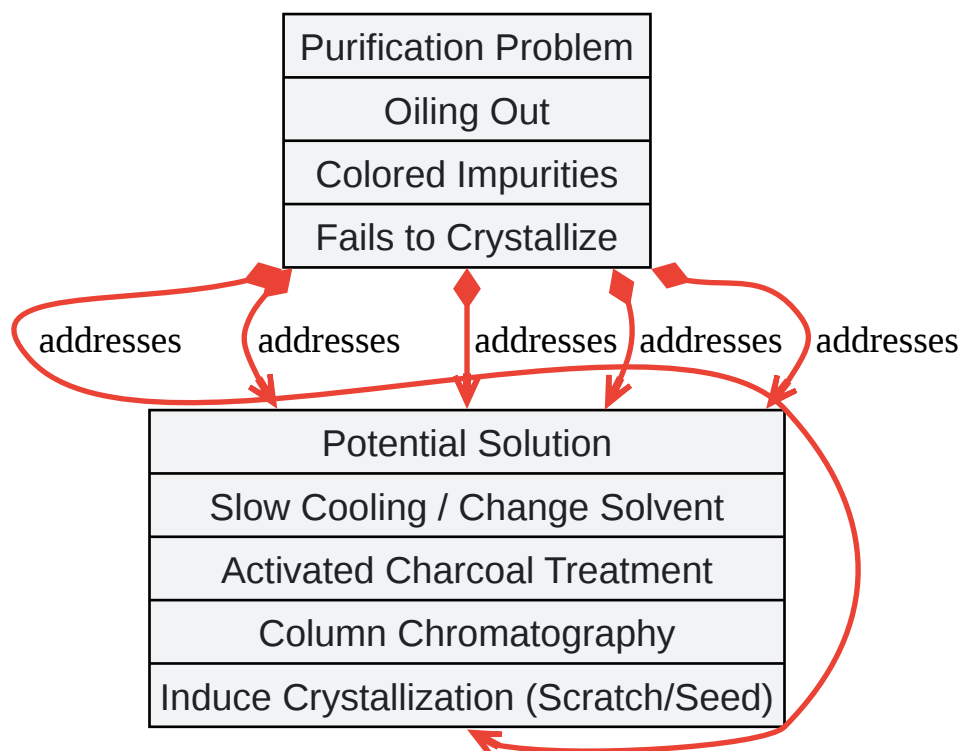 Purification Problem
Oiling Out
Colored Impurities
Fails to Crystallize
addresses addresses addresses addresses addresses
Potential Solution
Slow Cooling / Change Solvent
Activated Charcoal Treatment
Column Chromatography
Induce Crystallization (Scratch/Seed)